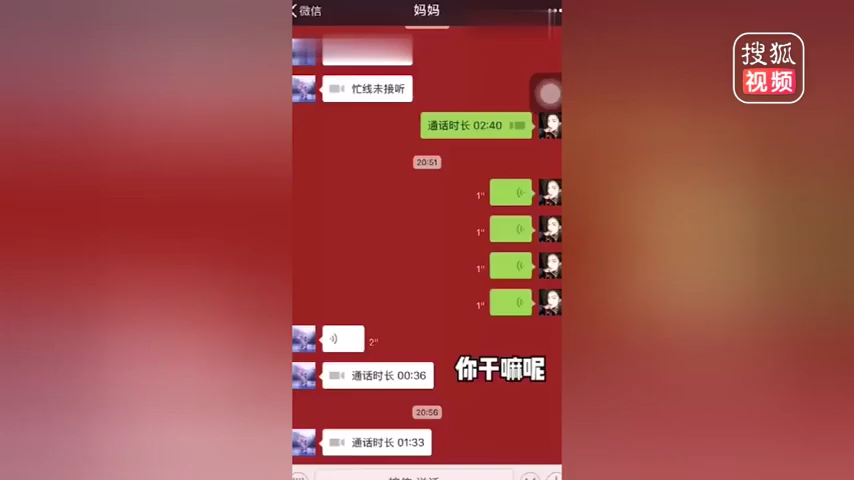 微信
妈妈
搜狐
视频
忙线未接听
通话时长 02:40
20:51
1"
1"
1"
1"
2"
你干嘛呢
通话时长 00:36
20:56
通话时长 01:33